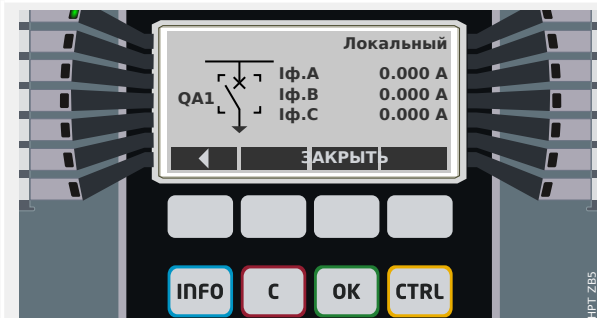 Локальный
Iф.A 0.000 A
QA1 Iф.B 0.000 A
Iф.C 0.000 A
ЗАКРЫТЬ
INFO C OK CTRL
HPT ZB5